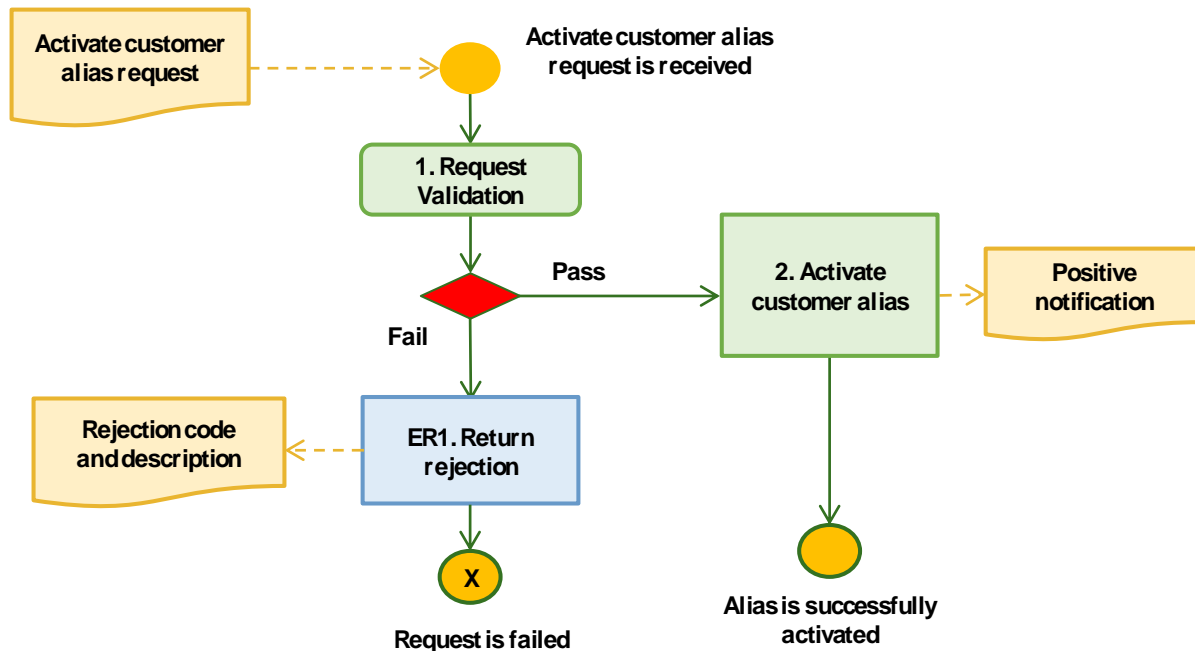 Activate customer
alias request
Activate customer alias
request is received
1. Request
Validation
Pass
2. Activate
customer alias
Positive
notification
Fail
Rejection code
and description
ER1. Return
rejection
X
Request is failed
Alias is successfully
activated